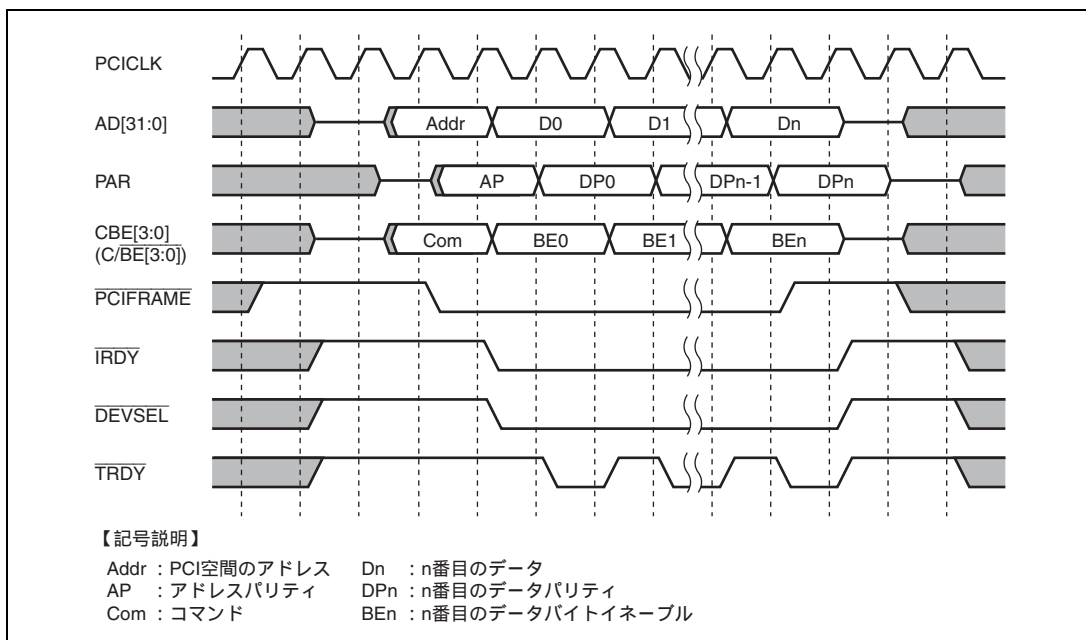 PCICLK
AD[31:0] Addr D0 D1 Dn
PAR AP DP0 DPn-1 DPn
CBE[3:0]
(C/BE[3:0]) Com BE0 BE1 BEn
PCIFRAME
IRDY
DEVSEL
TRDY
【記号説明】
Addr：PCI空間のアドレス Dn：n番目のデータ
AP：アドレスパリティ DPn：n番目のデータパリティ
Com：コマンド BEn：n番目のデータバイトイネーブル